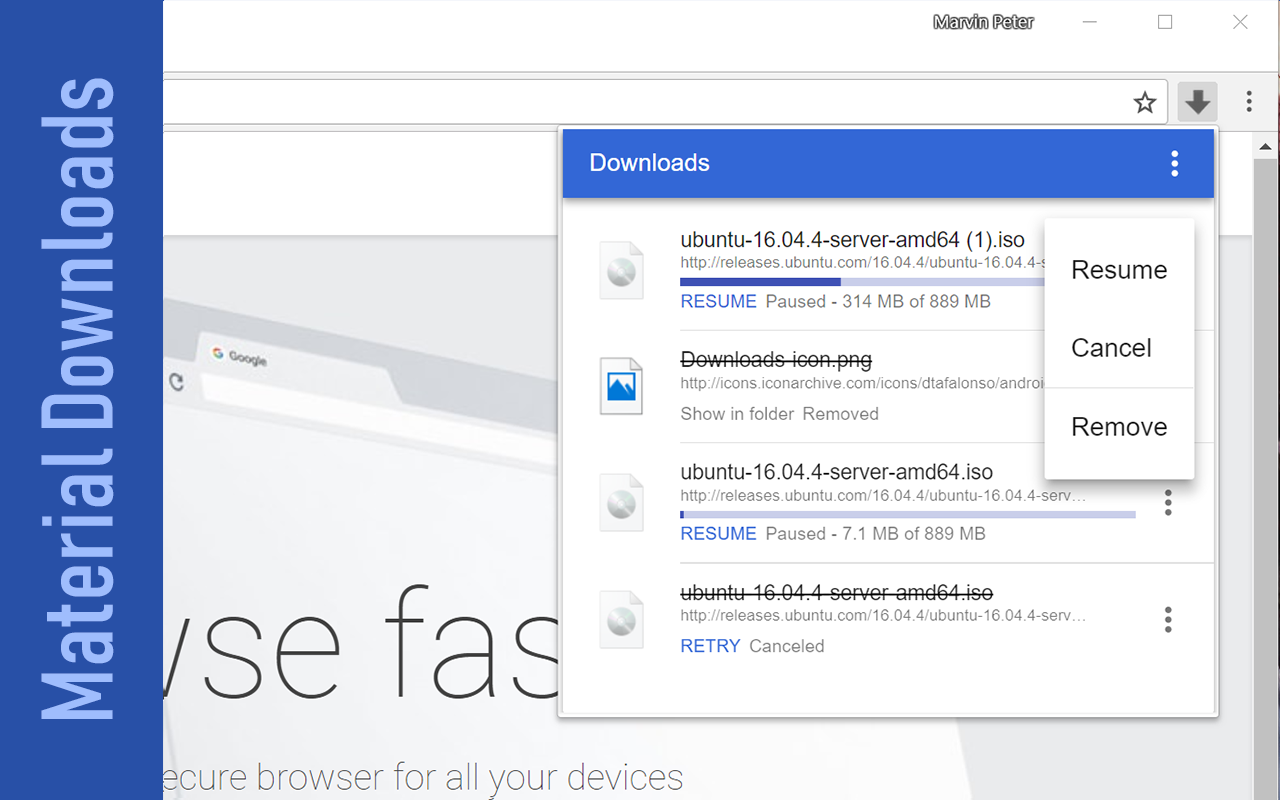 Material Downloads
Marvin Peter
Downloads
ubuntu-16.04.4-server-amd64 (1).iso
http://releases.ubuntu.com/16.04.4/ubuntu-16.04.4-s
RESUME Paused - 314 MB of 889 MB
Resume
Cancel
Remove
Downloads-icon.png
http://icons.iconarchive.com/icons/dtafalonso/androi
Show in folder Removed
ubuntu-16.04.4-server-amd64.iso
http://releases.ubuntu.com/16.04.4/ubuntu-16.04.4-serv…
RESUME Paused - 7.1 MB of 889 MB
ubuntu-16.04.4-server-amd64.iso
http://releases.ubuntu.com/16.04.4/ubuntu-16.04.4-serv…
RETRY Canceled
Google
wse fas
ecure browser for all your devices